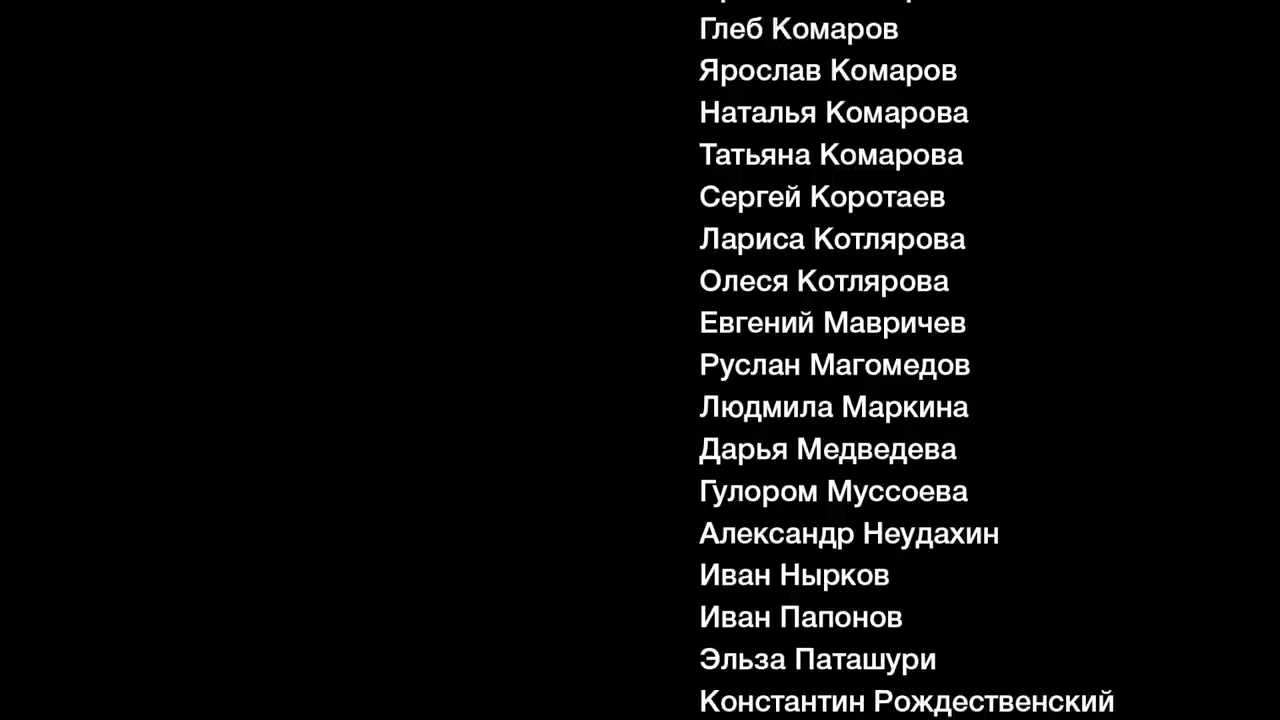 Глеб Комаров
Ярослав Комаров
Наталья Комарова
Татьяна Комарова
Сергей Коротаев
Лариса Котлярова
Олеся Котлярова
Евгений Мавричев
Руслан Магомедов
Людмила Маркина
Дарья Медведева
Гулором Муссоева
Александр Неудахин
Иван Нырков
Иван Папонов
Эльза Паташури
Константин Рождественский